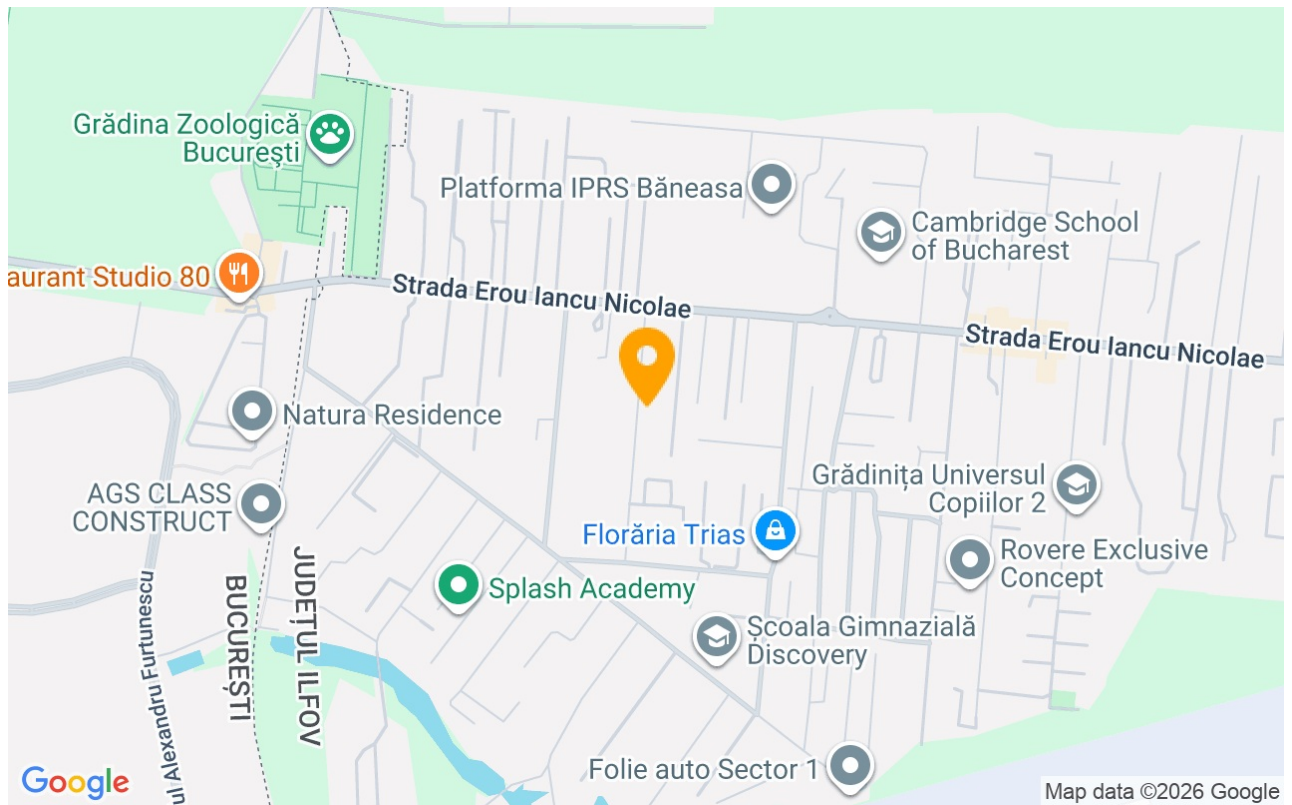 Grădina Zoologică
Bucureşti
Platforma IPRS Băneasa
Cambridge School
of Bucharest
aurant Studio 80
Strada Erou Iancu Nicolae
Strada Erou Iancu Nicolae
Natura Residence
Grădinița Universul
Copiilor 2
AGS CLASS
CONSTRUCT
Florăria Trias
Rovere Exclusive
Concept
JUDEȚUL ILFOV
BUCUREȘTI
Splash Academy
Școala Gimnazială
Discovery
ul Alexandru Furtunescu
Folie auto Sector 1
Google
Map data ©2026 Google